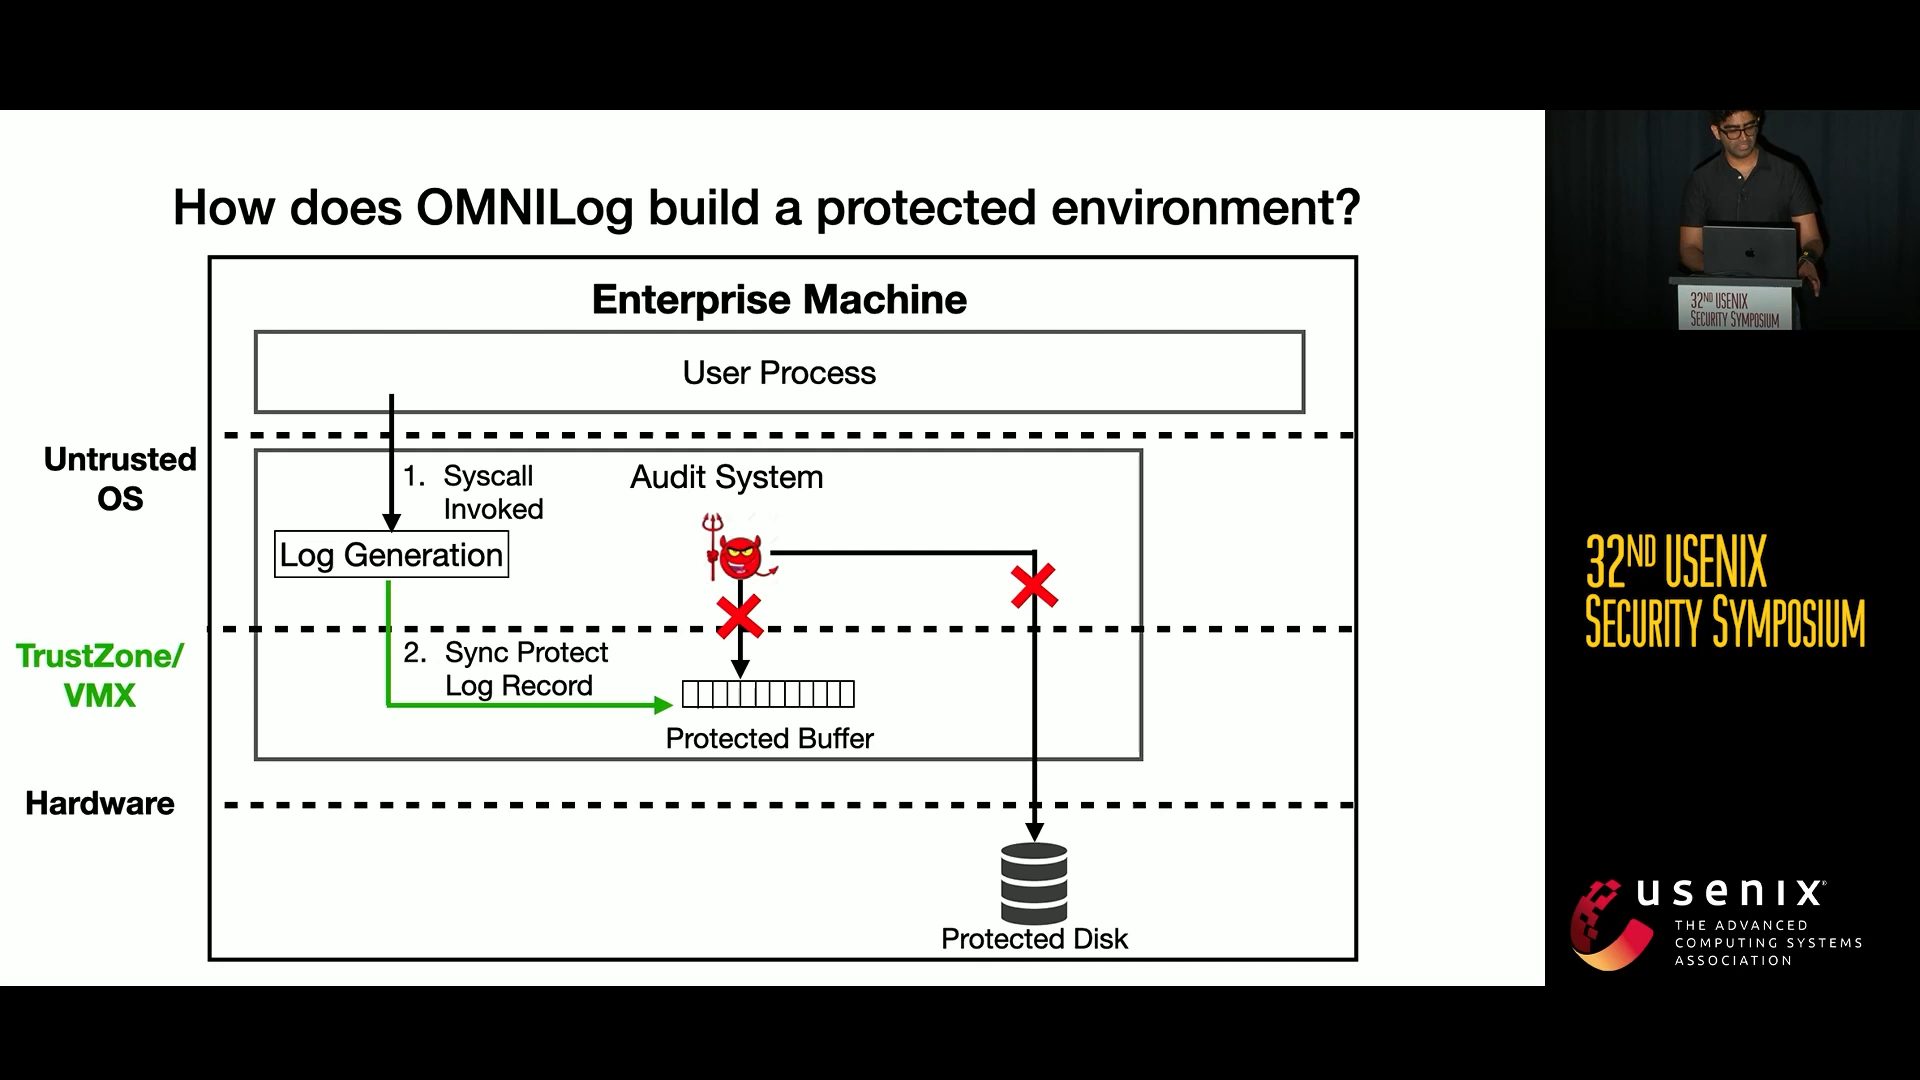 How does OMNILog build a protected environment?
Enterprise Machine
User Process
Untrusted
OS
1. Syscall
Invoked
Audit System
Log Generation
TrustZone/
VMX
2. Sync Protect
Log Record
Protected Buffer
Hardware
Protected Disk
32ND USENIX
SECURITY SYMPOSIUM
32ND USENIX
SECURITY SYMPOSIUM
usenix
THE ADVANCED
COMPUTING SYSTEMS
ASSOCIATION